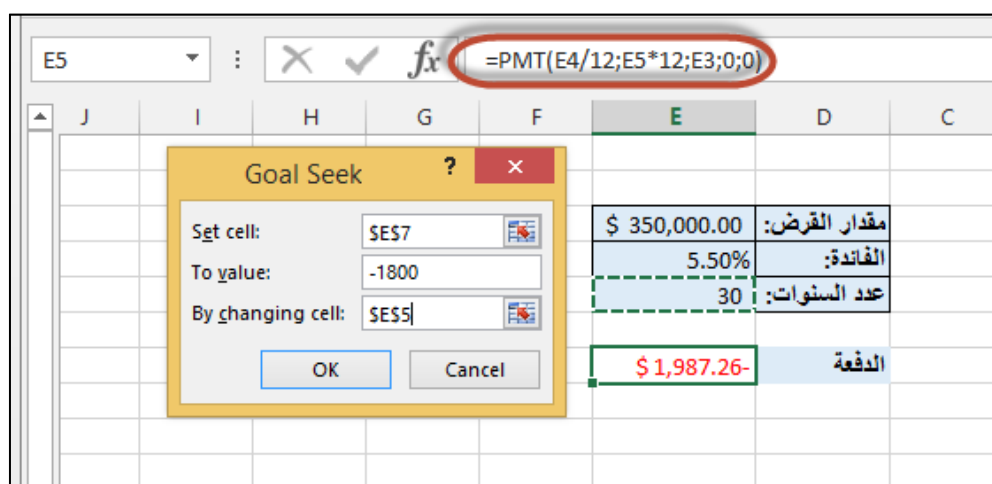 E5 fx =PMT(E4/12;E5*12;E3;0;0)
J I H G F E D C
Goal Seek ? ×
Set cell: $E$7
To value: -1800
By changing cell: $E$5
OK Cancel
مقدار القرض: $ 350,000.00
الفائدة: 5.50%
عدد السنوات: 30
الدفعة $ 1,987.26-